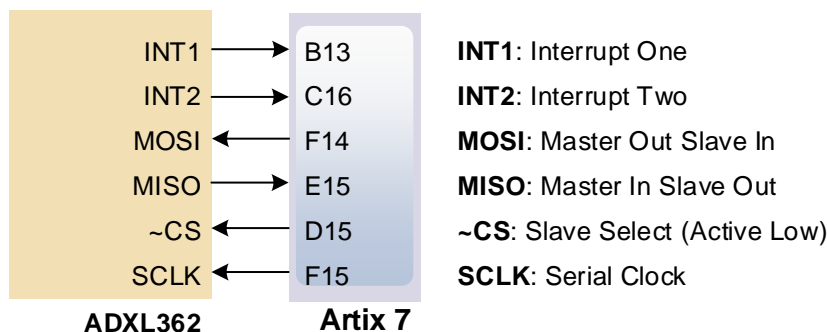 INT1 B13 INT1: Interrupt One
INT2 C16 INT2: Interrupt Two
MOSI F14 MOSI: Master Out Slave In
MISO E15 MISO: Master In Slave Out
~CS D15 ~CS: Slave Select (Active Low)
SCLK F15 SCLK: Serial Clock
ADXL362 Artix 7